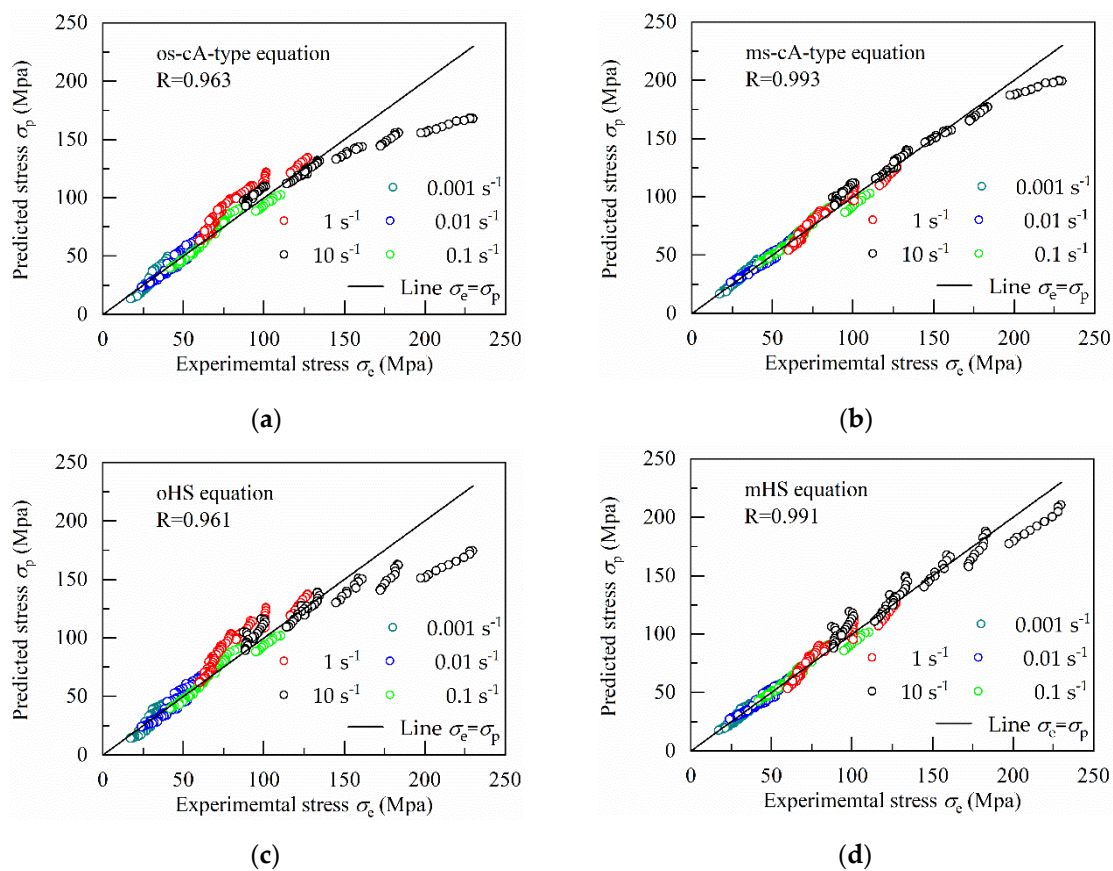 os-cA-type equation
R=0.963
250
200
150
100
50
0
Predicted stress σp (Mpa)
0.001 s-1
1 s-1 0.01 s-1
10 s-1 0.1 s-1
Line σe=σp
0 50 100 150 200 250
Experiemtal stress σe (Mpa)
(a)
ms-cA-type equation
R=0.993
250
200
150
100
50
0
Predicted stress σp (Mpa)
0.001 s-1
1 s-1 0.01 s-1
10 s-1 0.1 s-1
Line σe=σp
0 50 100 150 200 250
Experiemtal stress σe (Mpa)
(b)
oHS equation
R=0.961
250
200
150
100
50
0
Predicted stress σp (Mpa)
0.001 s-1
1 s-1 0.01 s-1
10 s-1 0.1 s-1
Line σe=σp
0 50 100 150 200 250
Experiemtal stress σe (Mpa)
(c)
mHS equation
R=0.991
250
200
150
100
50
0
Predicted stress σp (Mpa)
0.001 s-1
1 s-1 0.01 s-1
10 s-1 0.1 s-1
Line σe=σp
0 50 100 150 200 250
Experiemtal stress σe (Mpa)
(d)